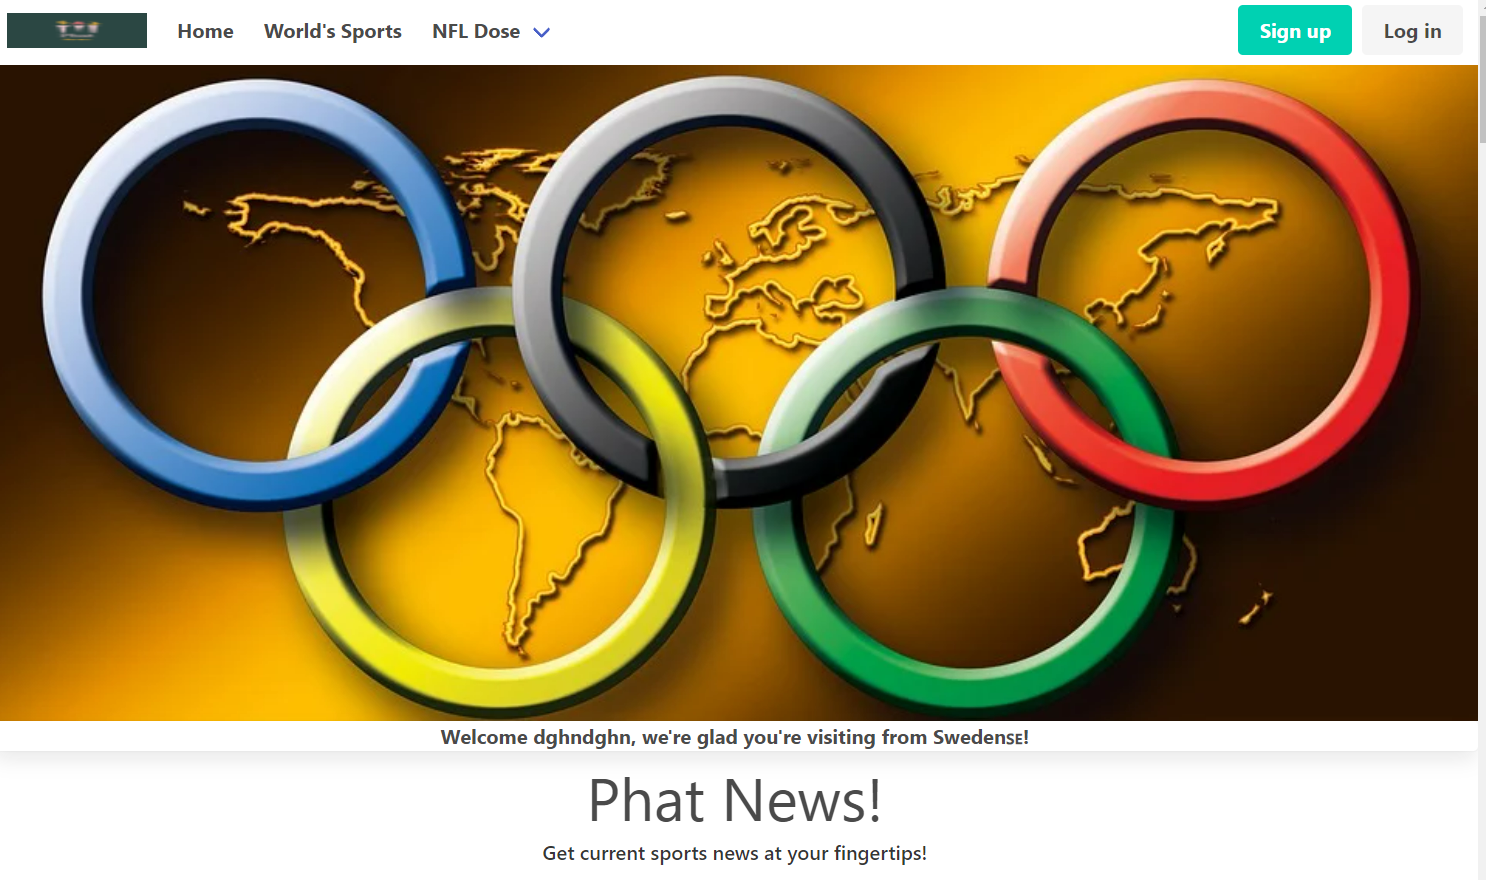 Home World's Sports NFL Dose Sign up Log in
Welcome dghndghn, we're glad you're visiting from SwedenSE!
Phat News!
Get current sports news at your fingertips!